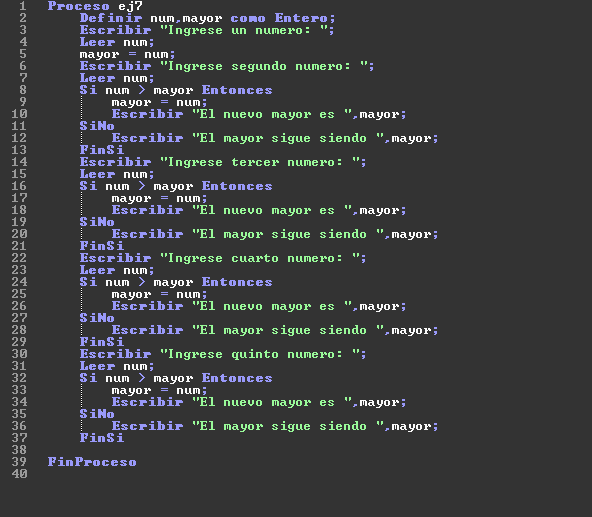 1 Proceso ej7
2 Definir num,mayor como Entero;
3 Escribir "Ingrese un numero: ";
4 Leer num;
5 mayor = num;
6 Escribir "Ingrese segundo numero: ";
7 Leer num;
8 Si num > mayor Entonces
9 mayor = num;
10 Escribir "El nuevo mayor es ",mayor;
11 SiNo
12 Escribir "El mayor sigue siendo ",mayor;
13 FinSi
14 Escribir "Ingrese tercer numero: ";
15 Leer num;
16 Si num > mayor Entonces
17 mayor = num;
18 Escribir "El nuevo mayor es ",mayor;
19 SiNo
20 Escribir "El mayor sigue siendo ",mayor;
21 FinSi
22 Escribir "Ingrese cuarto numero: ";
23 Leer num;
24 Si num > mayor Entonces
25 mayor = num;
26 Escribir "El nuevo mayor es ",mayor;
27 SiNo
28 Escribir "El mayor sigue siendo ",mayor;
29 FinSi
30 Escribir "Ingrese quinto numero: ";
31 Leer num;
32 Si num > mayor Entonces
33 mayor = num;
34 Escribir "El nuevo mayor es ",mayor;
35 SiNo
36 Escribir "El mayor sigue siendo ",mayor;
37 FinSi
38
39 FinProceso
40